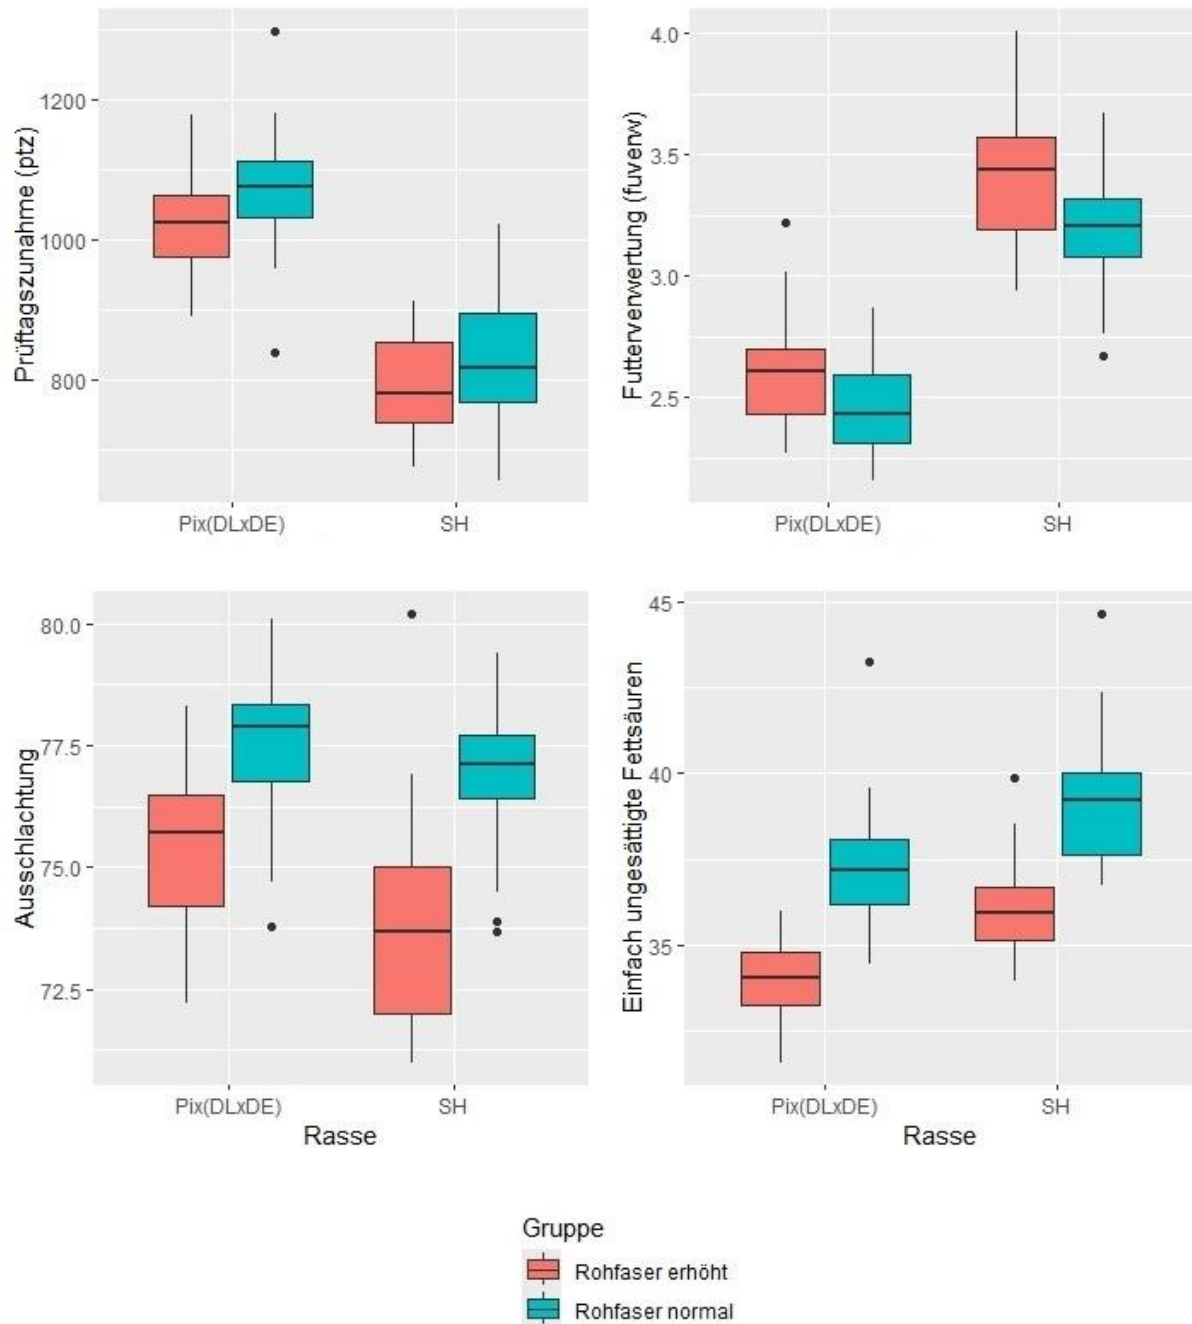 Prüftagszunahme (ptz)
1200
1000
800
Pix(DLxDE)
SH
Futterverwertung (fuverw)
4.0
3.5
3.0
2.5
Pix(DLxDE)
SH
Ausschlachtung
80.0
77.5
75.0
72.5
Pix(DLxDE)
SH
Rasse
Einfach ungesättigte Fettsäuren
45
40
35
Pix(DLxDE)
SH
Rasse
Gruppe
Rohfaser erhöht
Rohfaser normal